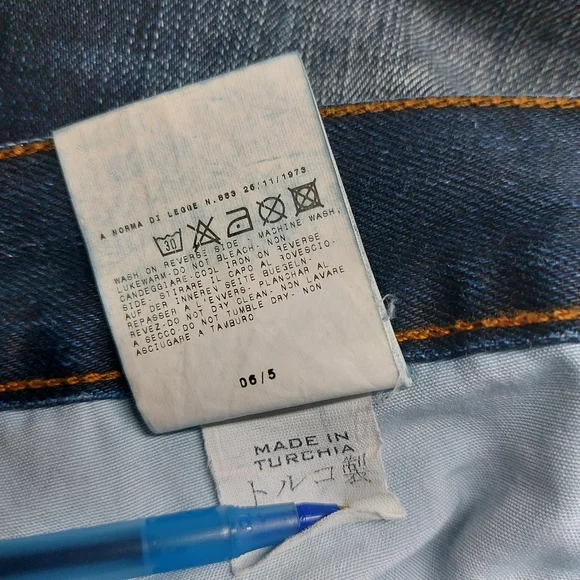 A NORMA DI LEGGE N.883 26/11/1973
30
WASH ON REVERSE SIDE. MACHINE WASH,
LUKEWARM-DO NOT BLEACH. NON
CANDEGGIARE-COOL IRON ON REVERSE
SIDE. STIRARE IL CAPO AL ROVESCIO.
AUF DER INNEREN SEITE BUEGELN.
REPASSER A L'ENVERS. PLANCHAR AL
REVEZ-DO NOT DRY CLEAN. NON LAVARE
A SECCO-DO NOT TUMBLE DRY- NON
ASCIUGARE A TAMBURO
06/5
MADE IN
TURCHIA
トルコ製